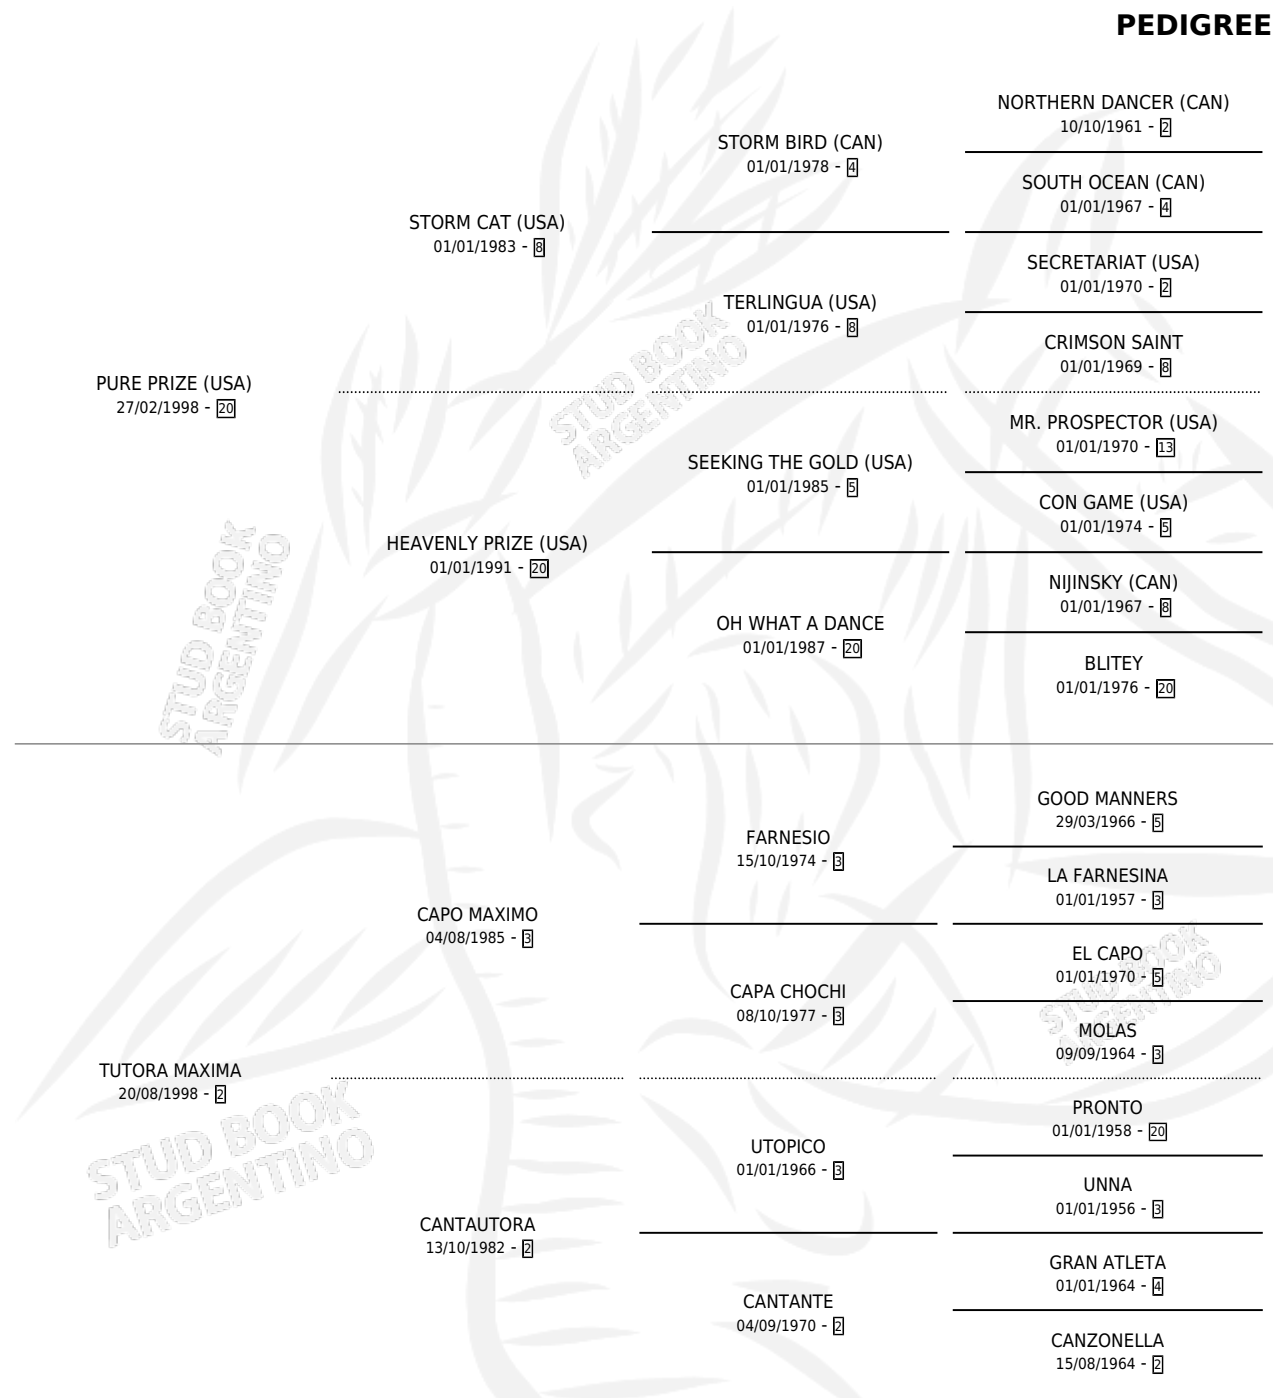 PEDIGREE
NORTHERN DANCER (CAN)
10/10/1961 - 2
STORM BIRD (CAN)
01/01/1978 - 4
SOUTH OCEAN (CAN)
01/01/1967 - 4
STORM CAT (USA)
01/01/1983 - 8
SECRETARIAT (USA)
01/01/1970 - 2
TERLINGUA (USA)
01/01/1976 - 8
CRIMSON SAINT
01/01/1969 - 8
PURE PRIZE (USA)
27/02/1998 - 20
MR. PROSPECTOR (USA)
01/01/1970 - 13
SEEKING THE GOLD (USA)
01/01/1985 - 5
CON GAME (USA)
01/01/1974 - 5
HEAVENLY PRIZE (USA)
01/01/1991 - 20
NIJINSKY (CAN)
01/01/1967 - 8
OH WHAT A DANCE
01/01/1987 - 20
BLITEY
01/01/1976 - 20
GOOD MANNERS
29/03/1966 - 5
FARNESIO
15/10/1974 - 3
LA FARNESINA
01/01/1957 - 3
CAPO MAXIMO
04/08/1985 - 3
EL CAPO
01/01/1970 - 5
CAPA CHOCHI
08/10/1977 - 3
MOLAS
09/09/1964 - 3
TUTORA MAXIMA
20/08/1998 - 2
PRONTO
01/01/1958 - 20
UTOPICO
01/01/1966 - 3
UNNA
01/01/1956 - 3
CANTAUTORA
13/10/1982 - 2
GRAN ATLETA
01/01/1964 - 4
CANTANTE
04/09/1970 - 2
CANZONELLA
15/08/1964 - 2
STUD BOOK
ARGENTINO
STUD BOOK
ARGENTINO
STUD BOOK
ARGENTINO
STUD BOOK
ARGENTINO